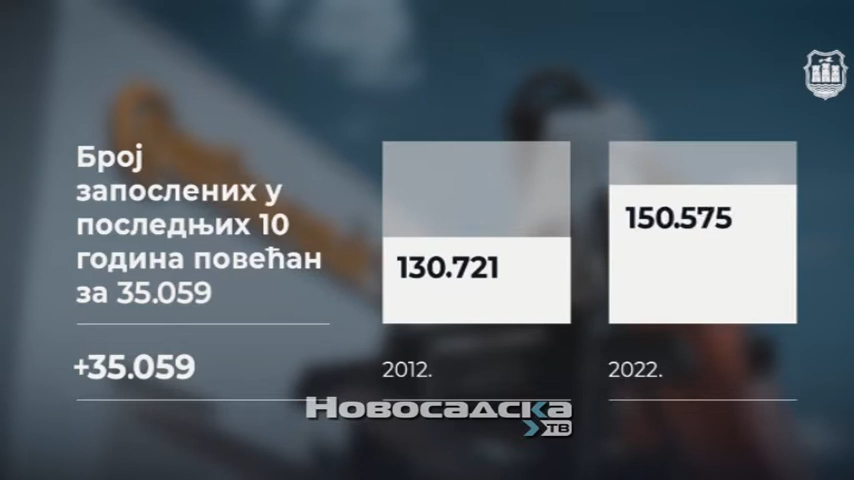 Број
запослених у
последњих 10
година повећан
за 35.059
+35.059
130.721
2012.
150.575
2022.
НОВОСАДСКА
ТВ